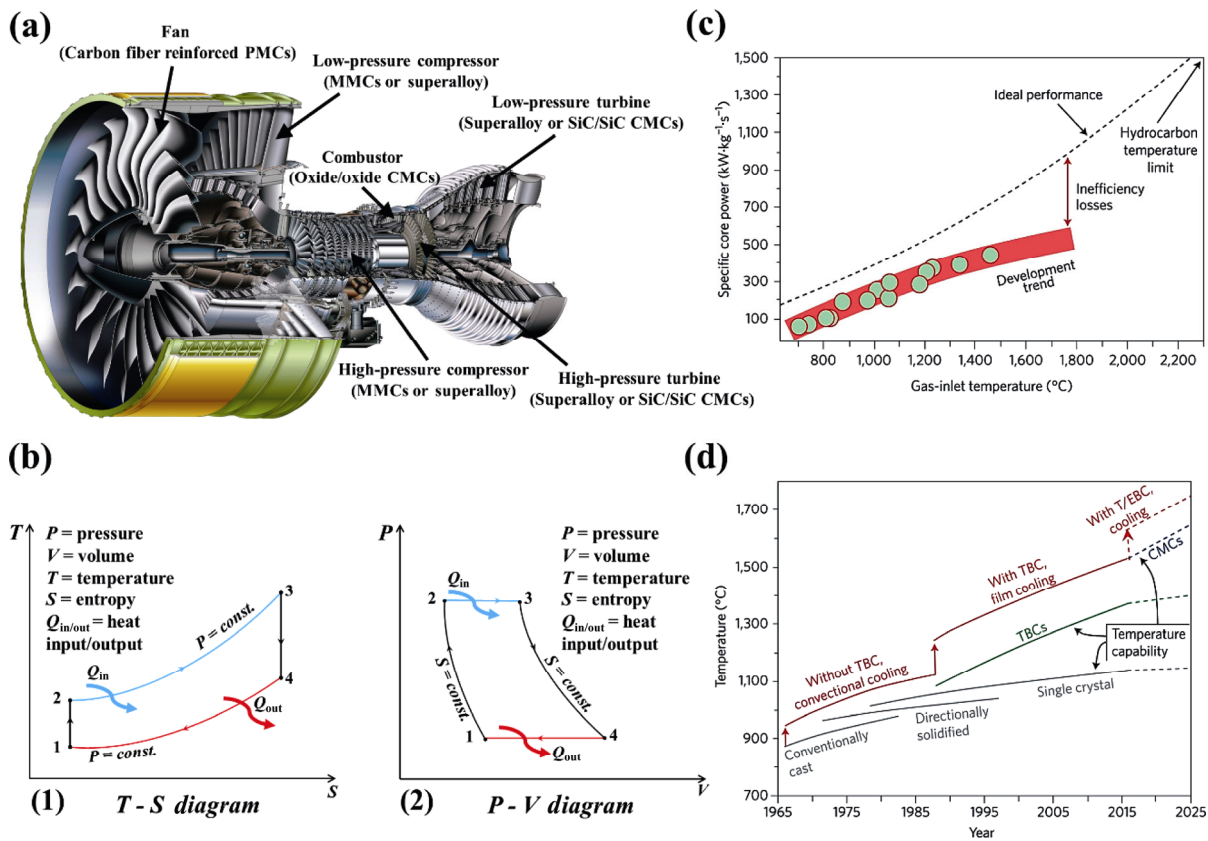 (a)
Fan
(Carbon fiber reinforced PMCs)
Low-pressure compressor
(MMCs or superalloy)
Low-pressure turbine
(Superalloy or SiC/SiC CMCs)
Combustor
(Oxide/oxide CMCs)
High-pressure compressor
(MMCs or superalloy)
High-pressure turbine
(Superalloy or SiC/SiC CMCs)
(c)
Specific core power (kW·kg⁻¹·s⁻¹)
1,500
1,300
1,100
900
700
500
300
100
Ideal performance
Hydrocarbon
temperature
limit
Inefficiency
losses
Development
trend
800
1,000
1,200
1,400
1,600
1,800
2,000
2,200
Gas-inlet temperature (°C)
(b)
T
P = pressure
V = volume
T = temperature
S = entropy
Qin/out = heat
input/output
Qin
P = const.
3
2
4
1
Qout
P = const.
S
(1)
T - S diagram
P
P = pressure
V = volume
T = temperature
S = entropy
Qin/out = heat
input/output
Qin
2
3
S = const.
S = const.
1
4
Qout
V
(2)
P - V diagram
(d)
Temperature (°C)
1,700
1,500
1,300
1100
900
700
With T/EBC,
cooling
CMCs
With TBC,
film cooling
TBCs
Temperature
capability
Without TBC,
conventional cooling
Single crystal
Directionally
solidified
Conventionally
cast
1965
1975
1985
1995
2005
2015
2025
Year